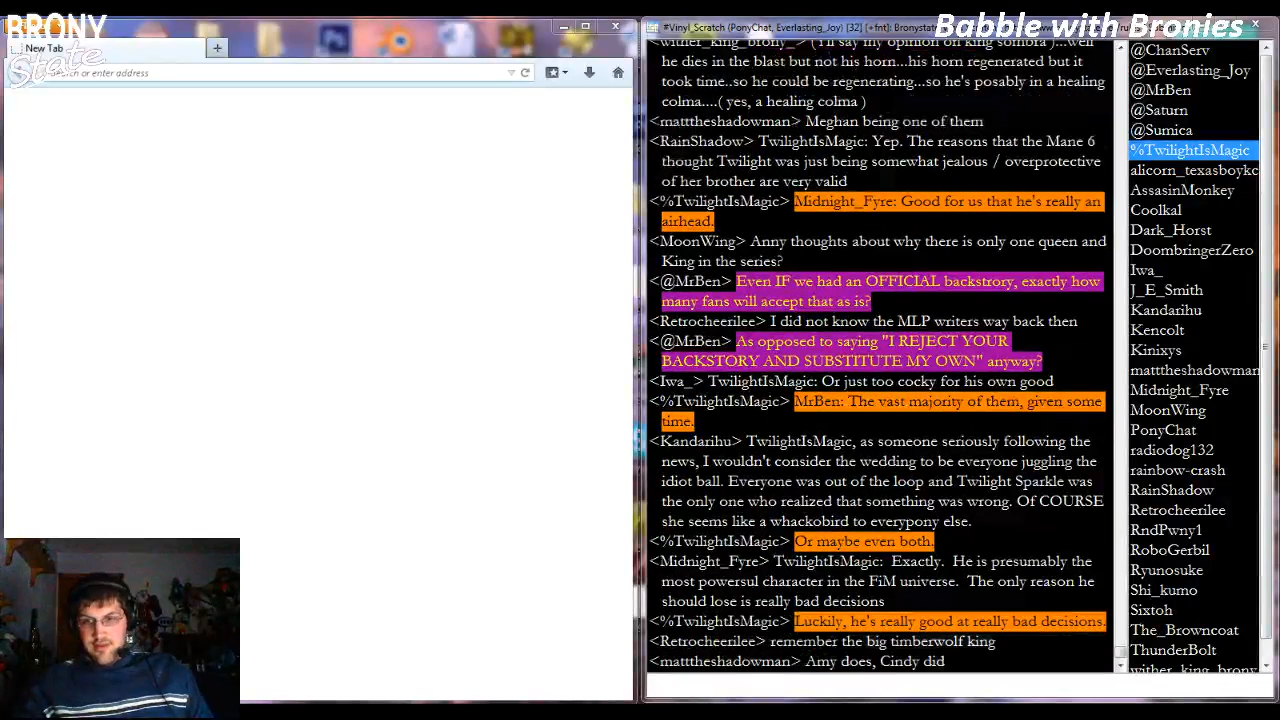 BRONY
State
New Tab
Search or enter address
Babble with Bronies
#Vinyl_Scratch (PonyChat, Everlasting_Joy) [32] [+fnt]: Bronystate
wither_king_brony_> (I'll say my opinion on king sombra )...well
he dies in the blast but not his horn...his horn regenerated but it
took time..so he could be regenerating...so he's posably in a healing
colma....( yes, a healing colma )
<matttheshadowman> Meghan being one of them
<RainShadow> TwilightIsMagic: Yep. The reasons that the Mane 6
thought Twilight was just being somewhat jealous / overprotective
of her brother are very valid
<%TwilightIsMagic> Midnight_Fyre: Good for us that he's really an
airhead.
<MoonWing> Anny thoughts about why there is only one queen and
King in the series?
<@MrBen> Even IF we had an OFFICIAL backstrory, exactly how
many fans will accept that as is?
<Retrocheerilee> I did not know the MLP writers way back then
<@MrBen> As opposed to saying "I REJECT YOUR
BACKSTORY AND SUBSTITUTE MY OWN" anyway?
<Iwa_> TwilightIsMagic: Or just too cocky for his own good
<%TwilightIsMagic> MrBen: The vast majority of them, given some
time.
<Kandarihu> TwilightIsMagic, as someone seriously following the
news, I wouldn't consider the wedding to be everyone juggling the
idiot ball. Everyone was out of the loop and Twilight Sparkle was
the only one who realized that something was wrong. Of COURSE
she seems like a whackobird to everypony else.
<%TwilightIsMagic> Or maybe even both.
<Midnight_Fyre> TwilightIsMagic: Exactly. He is presumably the
most powersul character in the FiM universe. The only reason he
should lose is really bad decisions
<%TwilightIsMagic> Luckily, he's really good at really bad decisions.
<Retrocheerilee> remember the big timberwolf king
<matttheshadowman> Amy does, Cindy did
@ChanServ
@Everlasting_Joy
@MrBen
@Saturn
@Sumica
%TwilightIsMagic
alicorn_texasboykc
AssasinMonkey
Coolkal
Dark_Horst
DoombringerZero
Iwa_
J_E_Smith
Kandarihu
Kencolt
Kinixys
matttheshadowman
Midnight_Fyre
MoonWing
PonyChat
radiodog132
rainbow-crash
RainShadow
Retrocheerilee
RndPwny1
RoboGerbil
Ryunosuke
Shi_kumo
Sixtoh
The_Browncoat
ThunderBolt
wither_king_brony